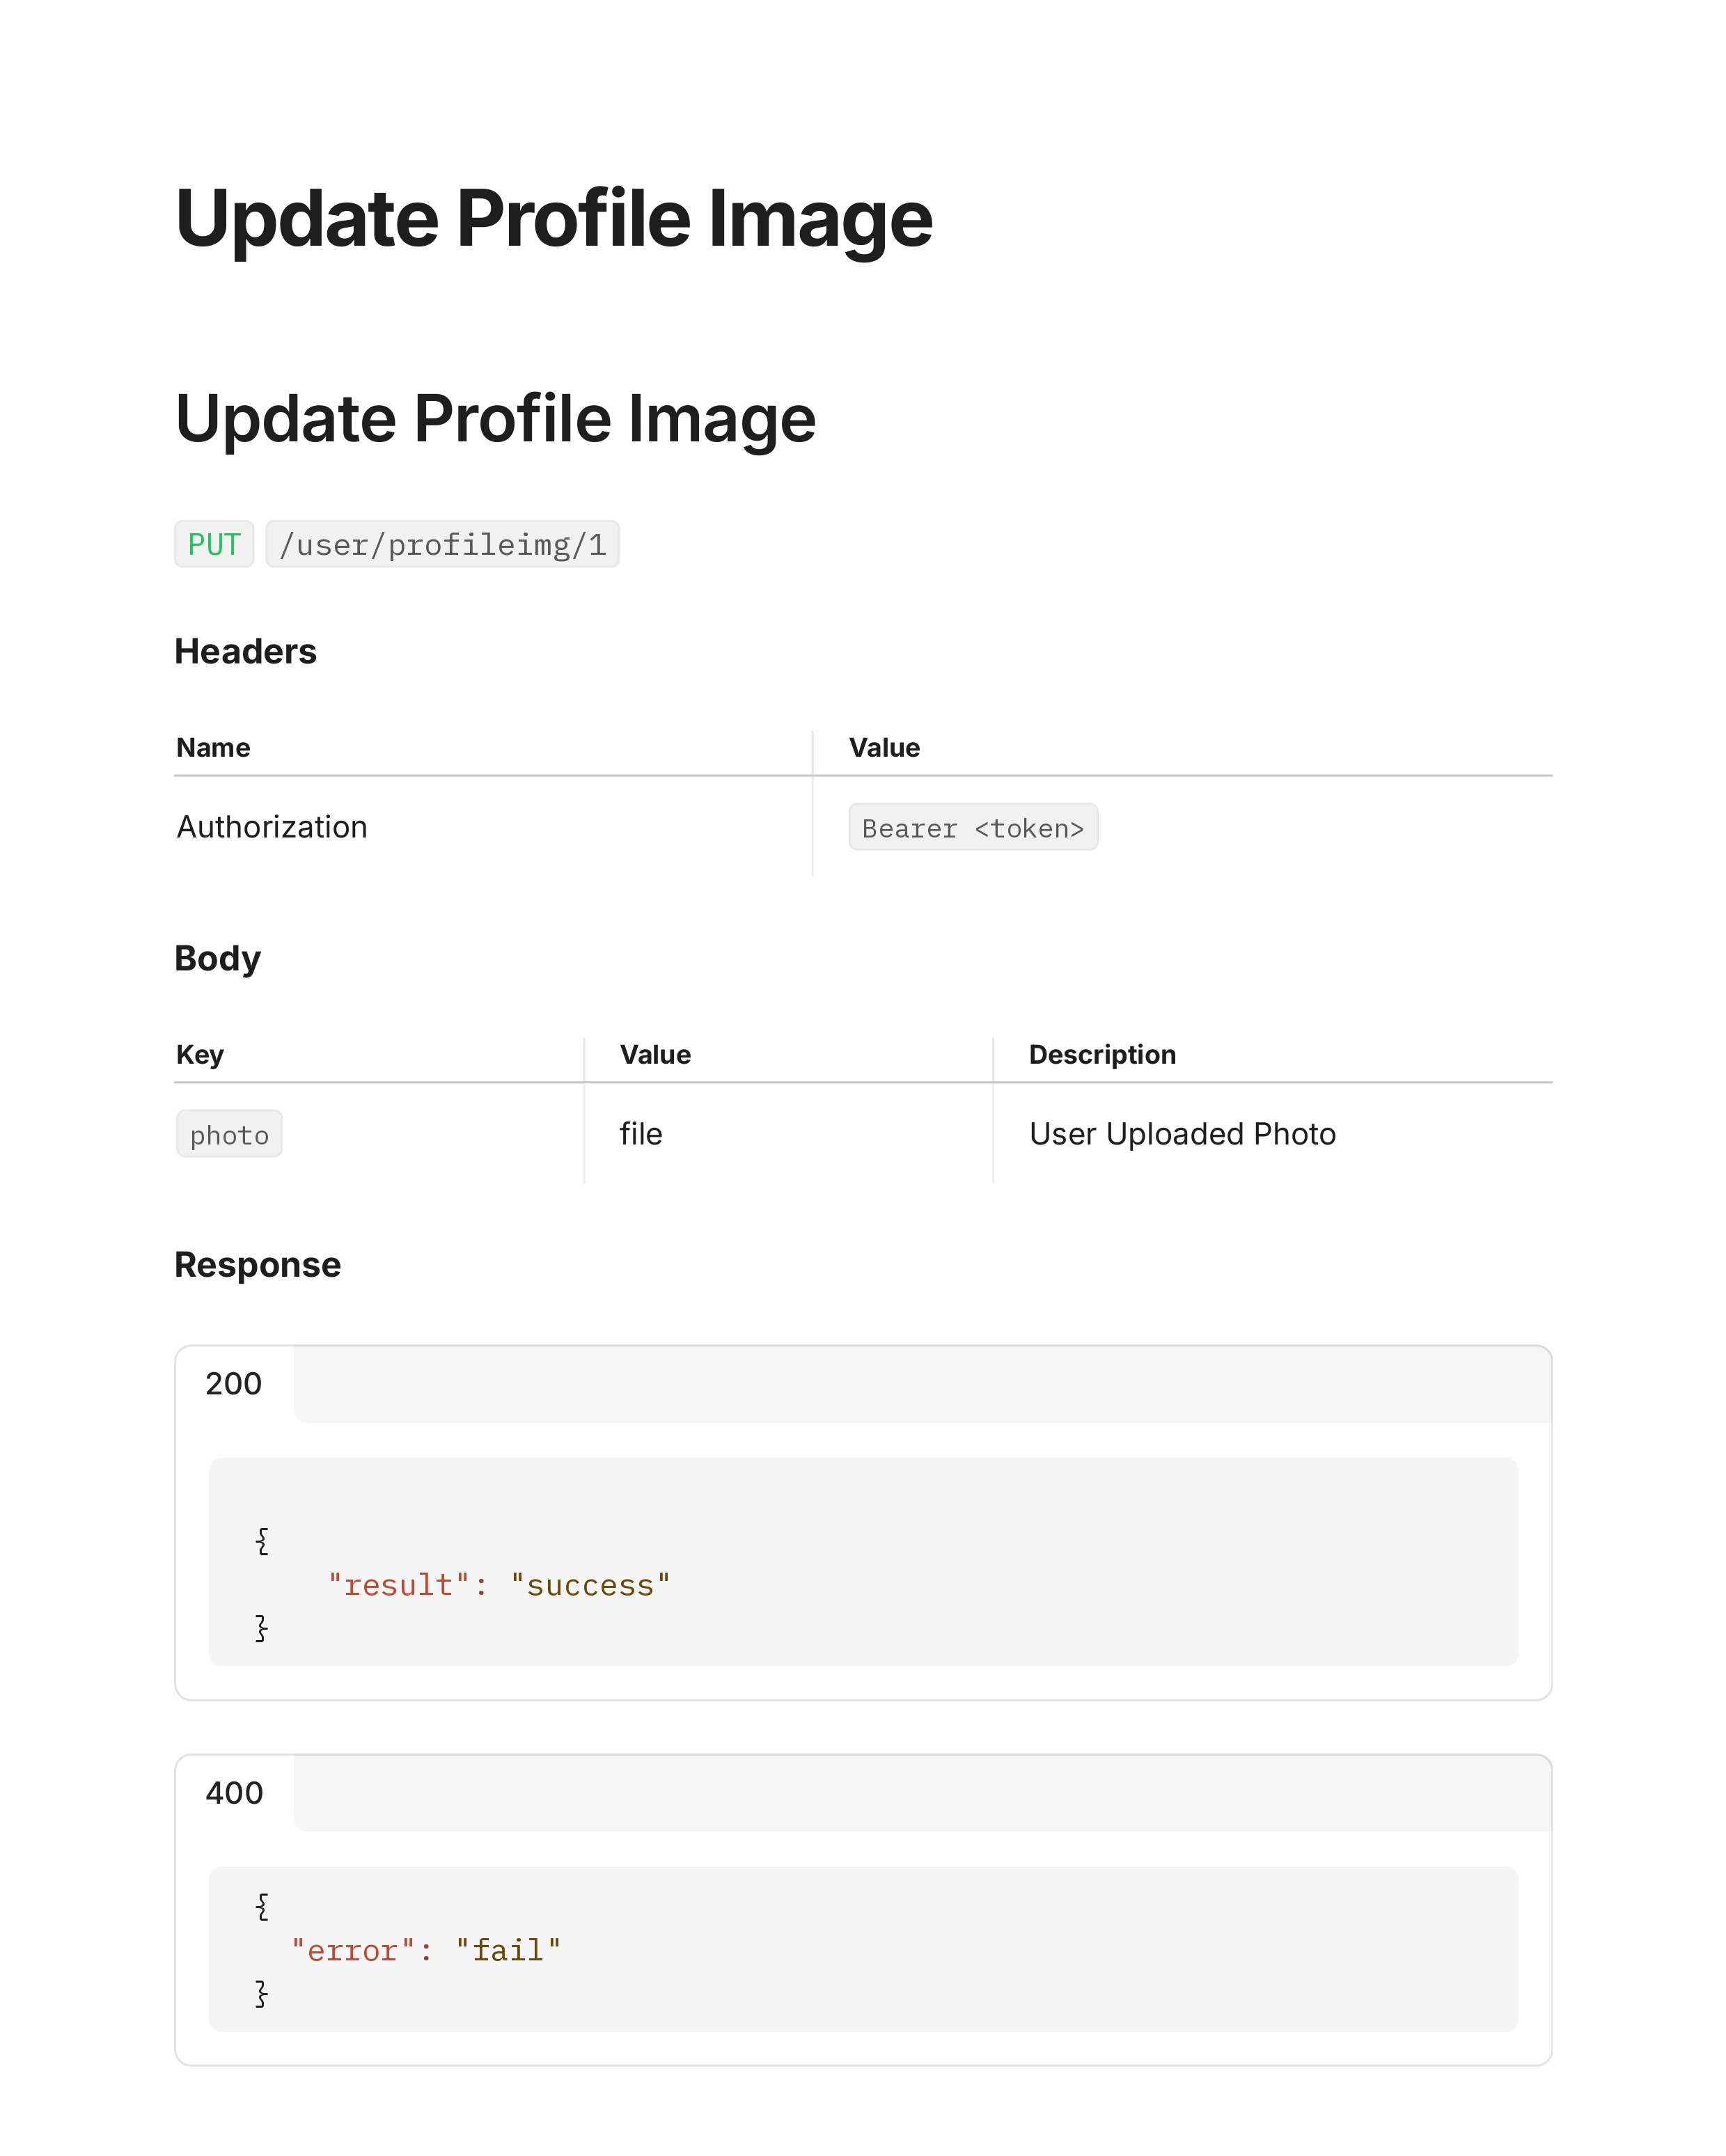 Update Profile Image
Update Profile Image
PUT /user/profileimg/1
Headers
Name Value
Authorization Bearer <token>
Body
Key Value Description
photo file User Uploaded Photo
Response
200
{
    "result": "success"
}
400
{
  "error": "fail"
}